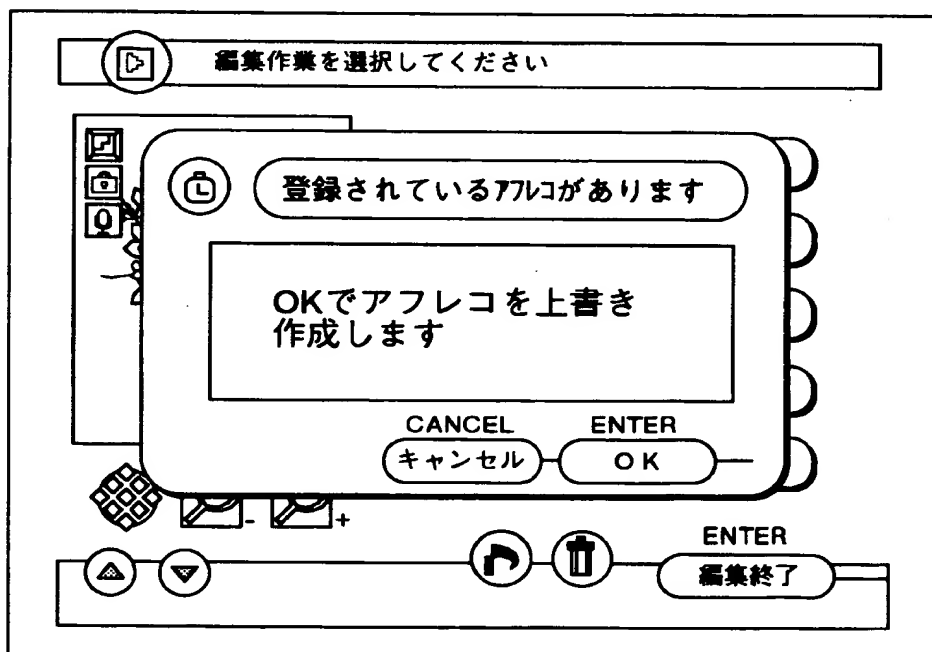 編集作業を選択してください
登録されているｱﾌﾚｺがあります
OKでアフレコを上書き
作成します
CANCEL
ENTER
キャンセル
OK
-
+
ENTER
編集終了